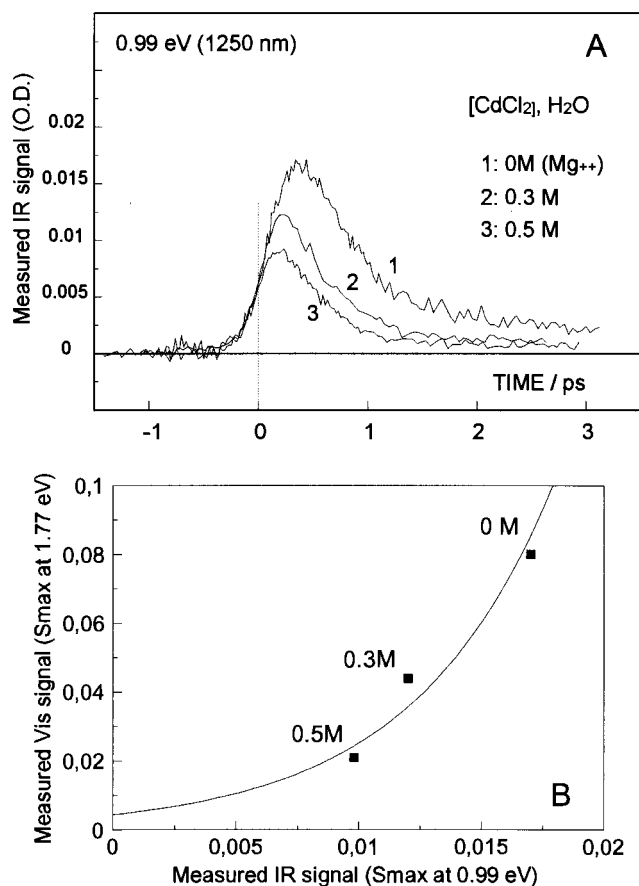 0.99 eV (1250 nm)
A
[CdCl2], H2O
1: 0M (Mg++)
2: 0.3 M
3: 0.5 M
Measured IR signal (O.D.)
0.02
0.015
0.01
0.005
0
1
2
3
TIME / ps
-1 0 1 2 3
Measured Vis signal (Smax at 1.77 eV)
0,1
0,08
0,06
0,04
0,02
0
0 M
0.3M
0.5M
B
0 0,005 0,01 0,015 0,02
Measured IR signal (Smax at 0.99 eV)